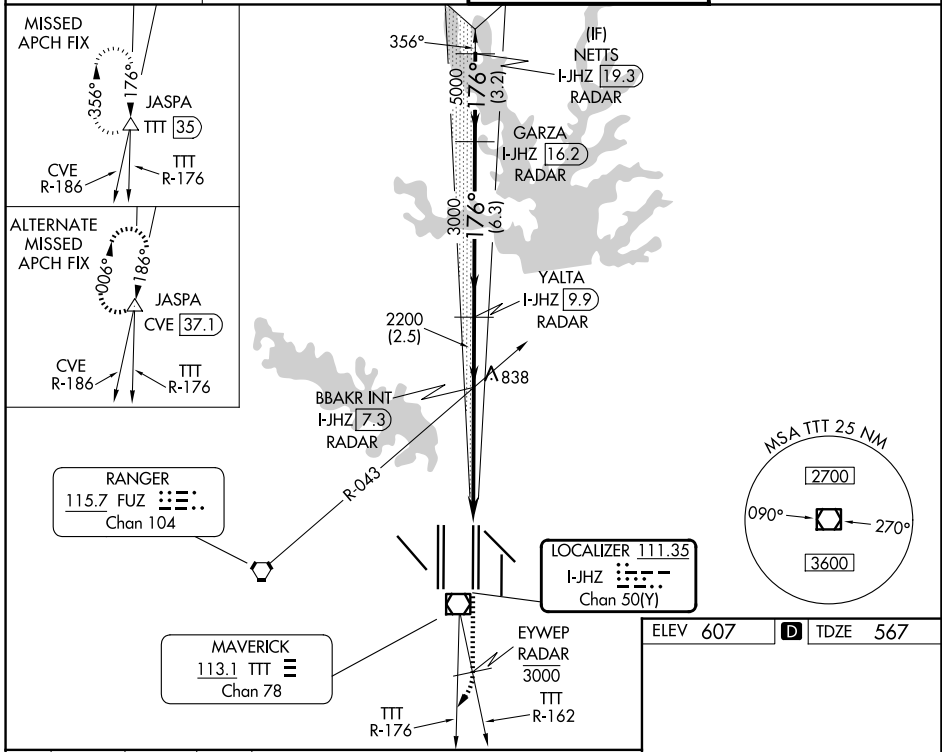 MISSED
APCH FIX
356°
176°
JASPA
TTT 35
CVE
R-186
TTT
R-176
ALTERNATE
MISSED
APCH FIX
006°
186°
JASPA
CVE 37.1
CVE
R-186
TTT
R-176
356°
5000
176°
(3.2)
(IF)
NETTS
I-JHZ 19.3
RADAR
GARZA
I-JHZ 16.2
RADAR
3000
176°
(6.3)
YALTA
I-JHZ 9.9
RADAR
2200
(2.5)
838
BBAKR INT
I-JHZ 7.3
RADAR
R-043
RANGER
115.7 FUZ
Chan 104
MSA TTT 25 NM
2700
090°
270°
3600
LOCALIZER 111.35
I-JHZ
Chan 50(Y)
MAVERICK
113.1 TTT
Chan 78
EYWEP
RADAR
3000
TTT
R-176
TTT
R-162
ELEV 607
D
TDZE 567